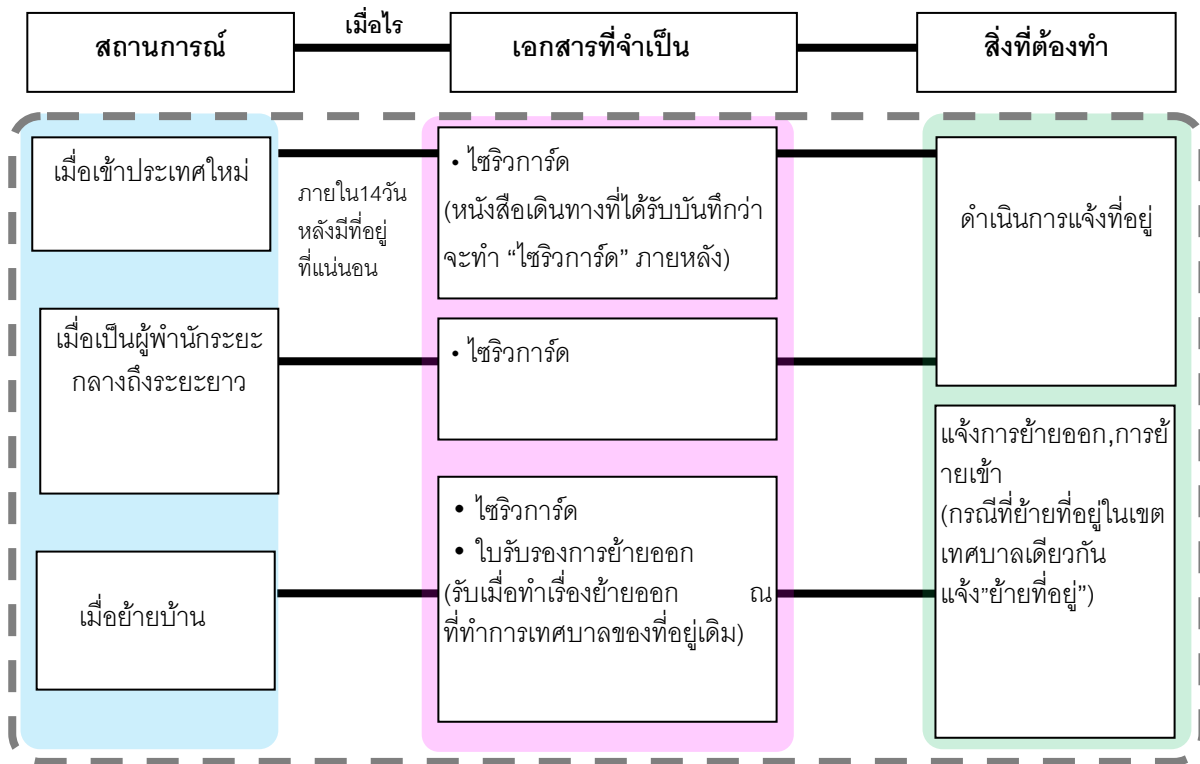 สถานการณ์
เมื่อไร
เอกสารที่จำเป็น
สิ่งที่ต้องทำ
เมื่อเข้าประเทศใหม่
ภายใน14วัน
หลังมีที่อยู่
ที่แน่นอน
• ไซริวการ์ด
(หนังสือเดินทางที่ได้รับบันทึกว่า
จะทำ “ไซริวการ์ด” ภายหลัง)
ดำเนินการแจ้งที่อยู่
เมื่อเป็นผู้พำนักระยะ
กลางถึงระยะยาว
• ไซริวการ์ด
เมื่อย้ายบ้าน
• ไซริวการ์ด
• ใบรับรองการย้ายออก
(รับเมื่อทำเรื่องย้ายออก ณ
ที่ทำการเทศบาลของที่อยู่เดิม)
แจ้งการย้ายออก,การย้
ายเข้า
(กรณีที่ย้ายที่อยู่ในเขต
เทศบาลเดียวกัน
แจ้ง”ย้ายที่อยู่”)